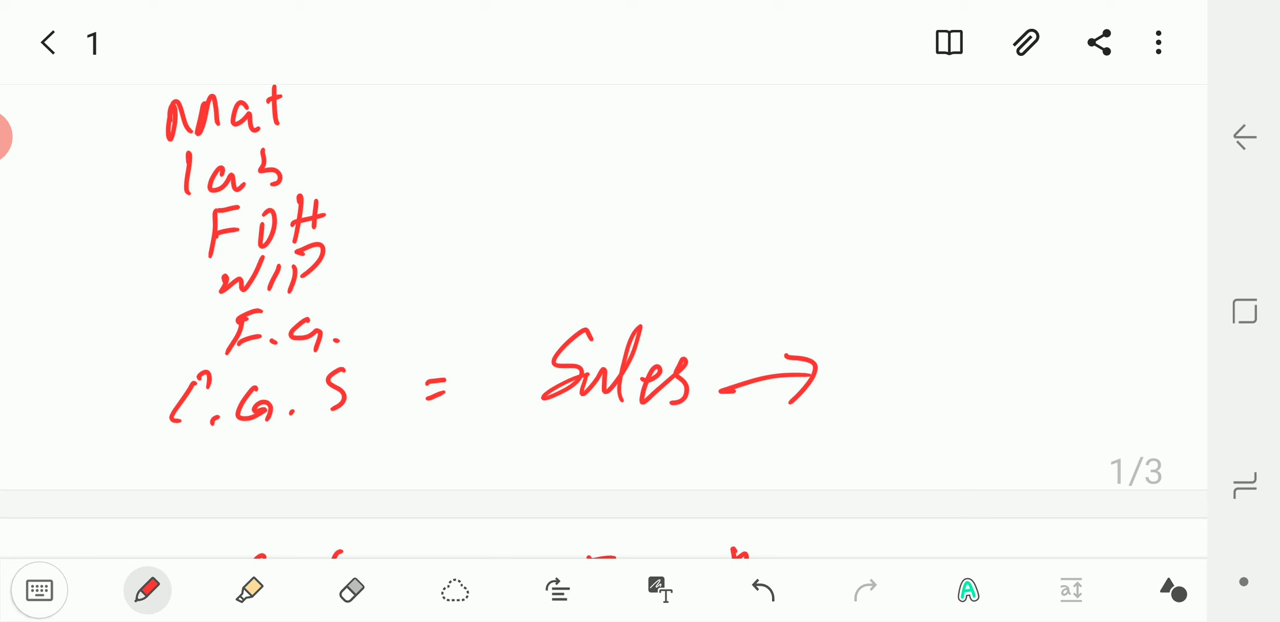 1
Mat
lab
FOH
WIP
F.G.
C.G.S = Sales →
1/3